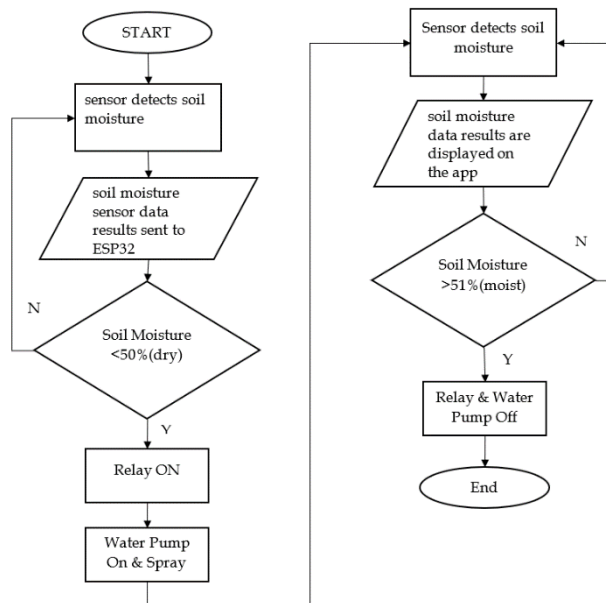 START
sensor detects soil
moisture
soil moisture
sensor data
results sent to
ESP32
N
Soil Moisture
<50%(dry)
Y
Relay ON
Water Pump
On & Spray
Sensor detects soil
moisture
soil moisture
data results are
displayed on
the app
N
Soil Moisture
>51%(moist)
Y
Relay & Water
Pump Off
End